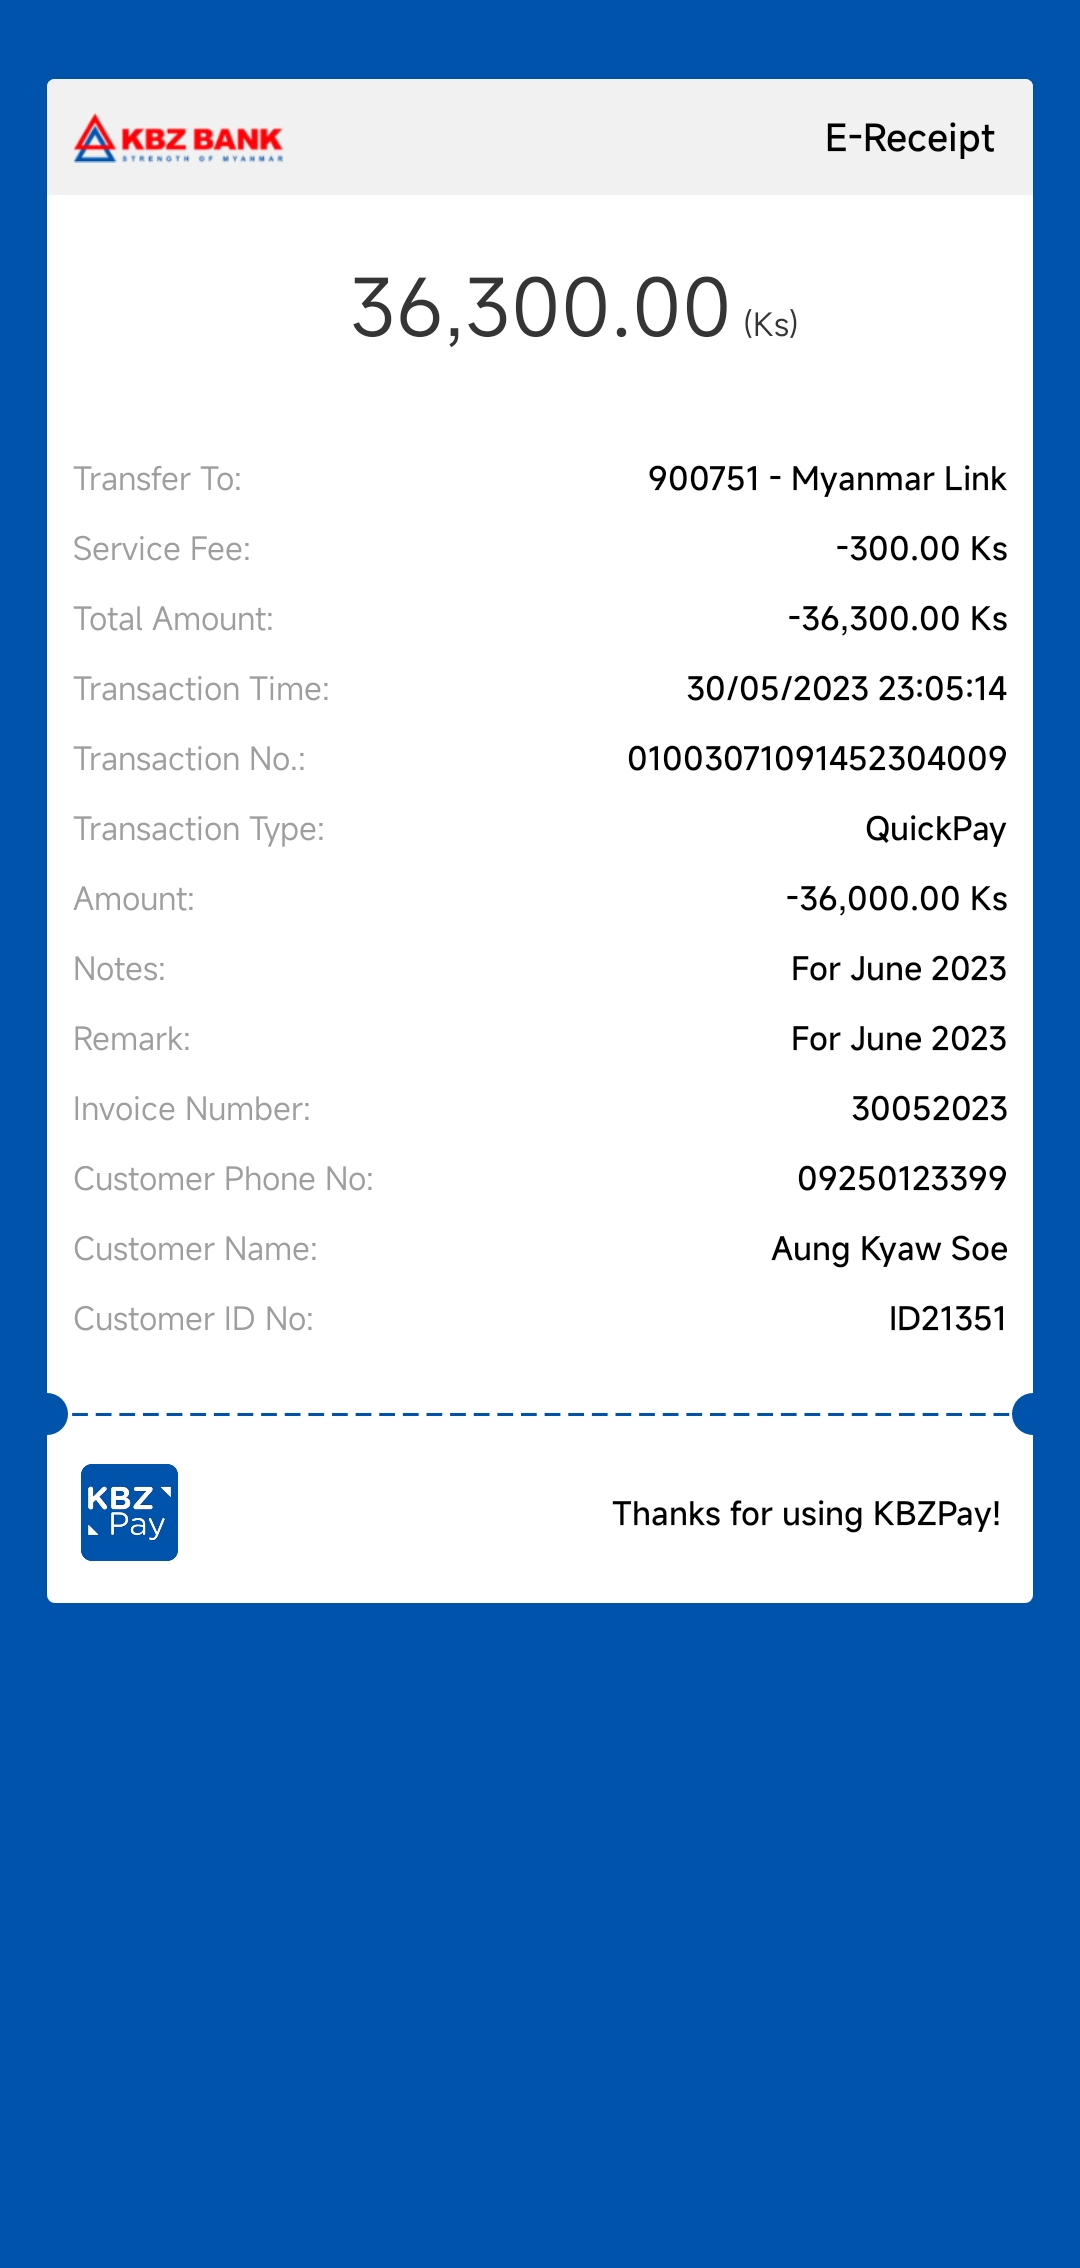 KBZ BANK
STRENGTH OF MYANMAR
E-Receipt
36,300.00 (Ks)
Transfer To: 900751 - Myanmar Link
Service Fee: -300.00 Ks
Total Amount: -36,300.00 Ks
Transaction Time: 30/05/2023 23:05:14
Transaction No.: 01003071091452304009
Transaction Type: QuickPay
Amount: -36,000.00 Ks
Notes: For June 2023
Remark: For June 2023
Invoice Number: 30052023
Customer Phone No: 09250123399
Customer Name: Aung Kyaw Soe
Customer ID No: ID21351
KBZ
Pay
Thanks for using KBZPay!